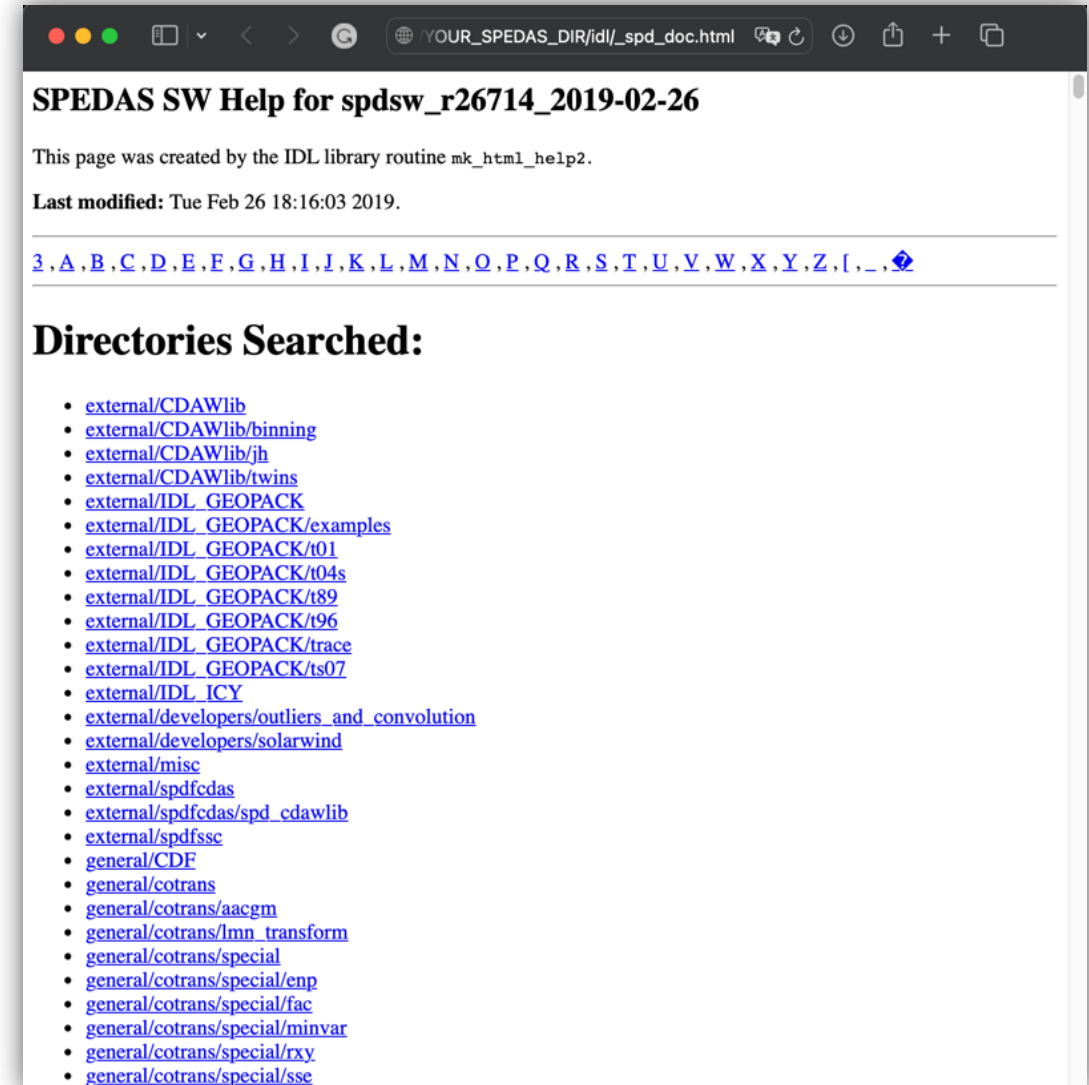 YOUR_SPEDAS_DIR/idl/_spd_doc.html
SPEDAS SW Help for spdsw_r26714_2019-02-26
This page was created by the IDL library routine mk_html_help2.
Last modified: Tue Feb 26 18:16:03 2019.
3 , A , B , C , D , E , F , G , H , I , J , K , L , M , N , O , P , Q , R , S , T , U , V , W , X , Y , Z , [ , _ , �
Directories Searched:
• external/CDAWlib
• external/CDAWlib/binning
• external/CDAWlib/jh
• external/CDAWlib/twins
• external/IDL_GEOPACK
• external/IDL_GEOPACK/examples
• external/IDL_GEOPACK/t01
• external/IDL_GEOPACK/t04s
• external/IDL_GEOPACK/t89
• external/IDL_GEOPACK/t96
• external/IDL_GEOPACK/trace
• external/IDL_GEOPACK/ts07
• external/IDL_ICY
• external/developers/outliers_and_convolution
• external/developers/solarwind
• external/misc
• external/spdfcdas
• external/spdfcdas/spd_cdawlib
• external/spdfssc
• general/CDF
• general/cotrans
• general/cotrans/aacgm
• general/cotrans/lmn_transform
• general/cotrans/special
• general/cotrans/special/enp
• general/cotrans/special/fac
• general/cotrans/special/minvar
• general/cotrans/special/rxy
• general/cotrans/special/sse